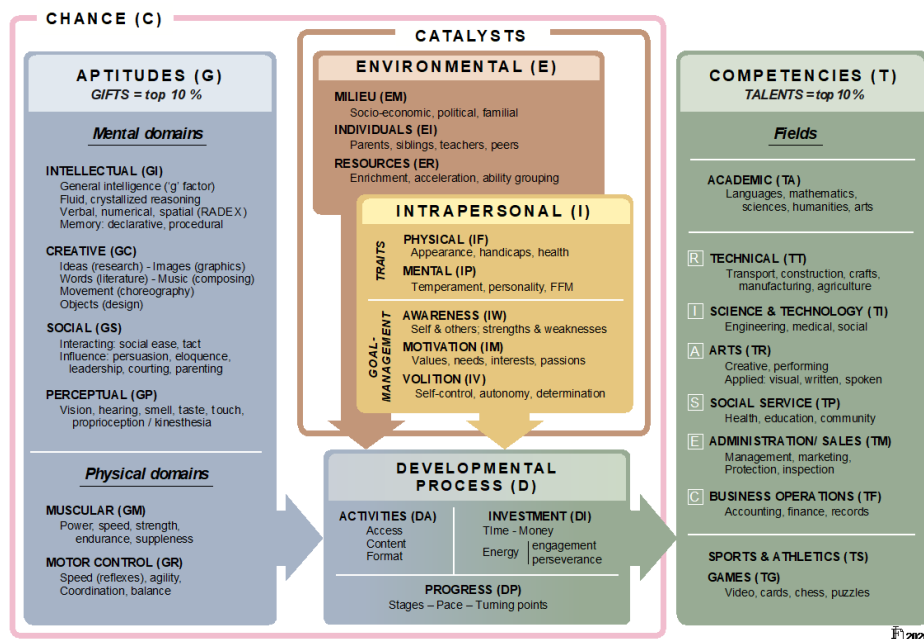 CHANCE (C)
APTITUDES (G)
GIFTS = top 10 %
Mental domains
INTELLECTUAL (GI)
General intelligence ('g' factor)
Fluid, crystallized reasoning
Verbal, numerical, spatial (RADEX)
Memory: declarative, procedural
CREATIVE (GC)
Ideas (research) - Images (graphics)
Words (literature) - Music (composing)
Movement (choreography)
Objects (design)
SOCIAL (GS)
Interacting: social ease, tact
Influence: persuasion, eloquence,
leadership, courting, parenting
PERCEPTUAL (GP)
Vision, hearing, smell, taste, touch,
proprioception / kinesthesia
Physical domains
MUSCULAR (GM)
Power, speed, strength,
endurance, suppleness
MOTOR CONTROL (GR)
Speed (reflexes), agility,
Coordination, balance
CATALYSTS
ENVIRONMENTAL (E)
MILIEU (EM)
Socio-economic, political, familial
INDIVIDUALS (EI)
Parents, siblings, teachers, peers
RESOURCES (ER)
Enrichment, acceleration, ability grouping
INTRAPERSONAL (I)
TRAITS
PHYSICAL (IF)
Appearance, handicaps, health
MENTAL (IP)
Temperament, personality, FFM
GOAL-
MANAGEMENT
AWARENESS (IW)
Self & others; strengths & weaknesses
MOTIVATION (IM)
Values, needs, interests, passions
VOLITION (IV)
Self-control, autonomy, determination
DEVELOPMENTAL
PROCESS (D)
ACTIVITIES (DA)
Access
Content
Format
INVESTMENT (DI)
TIme - Money
Energy
engagement
perseverance
PROGRESS (DP)
Stages – Pace – Turning points
COMPETENCIES (T)
TALENTS = top 10%
Fields
ACADEMIC (TA)
Languages, mathematics,
sciences, humanities, arts
R TECHNICAL (TT)
Transport, construction, crafts,
manufacturing, agriculture
I SCIENCE & TECHNOLOGY (TI)
Engineering, medical, social
A ARTS (TR)
Creative, performing
Applied: visual, written, spoken
S SOCIAL SERVICE (TP)
Health, education, community
E ADMINISTRATION/ SALES (TM)
Management, marketing,
Protection, inspection
C BUSINESS OPERATIONS (TF)
Accounting, finance, records
SPORTS & ATHLETICS (TS)
GAMES (TG)
Video, cards, chess, puzzles